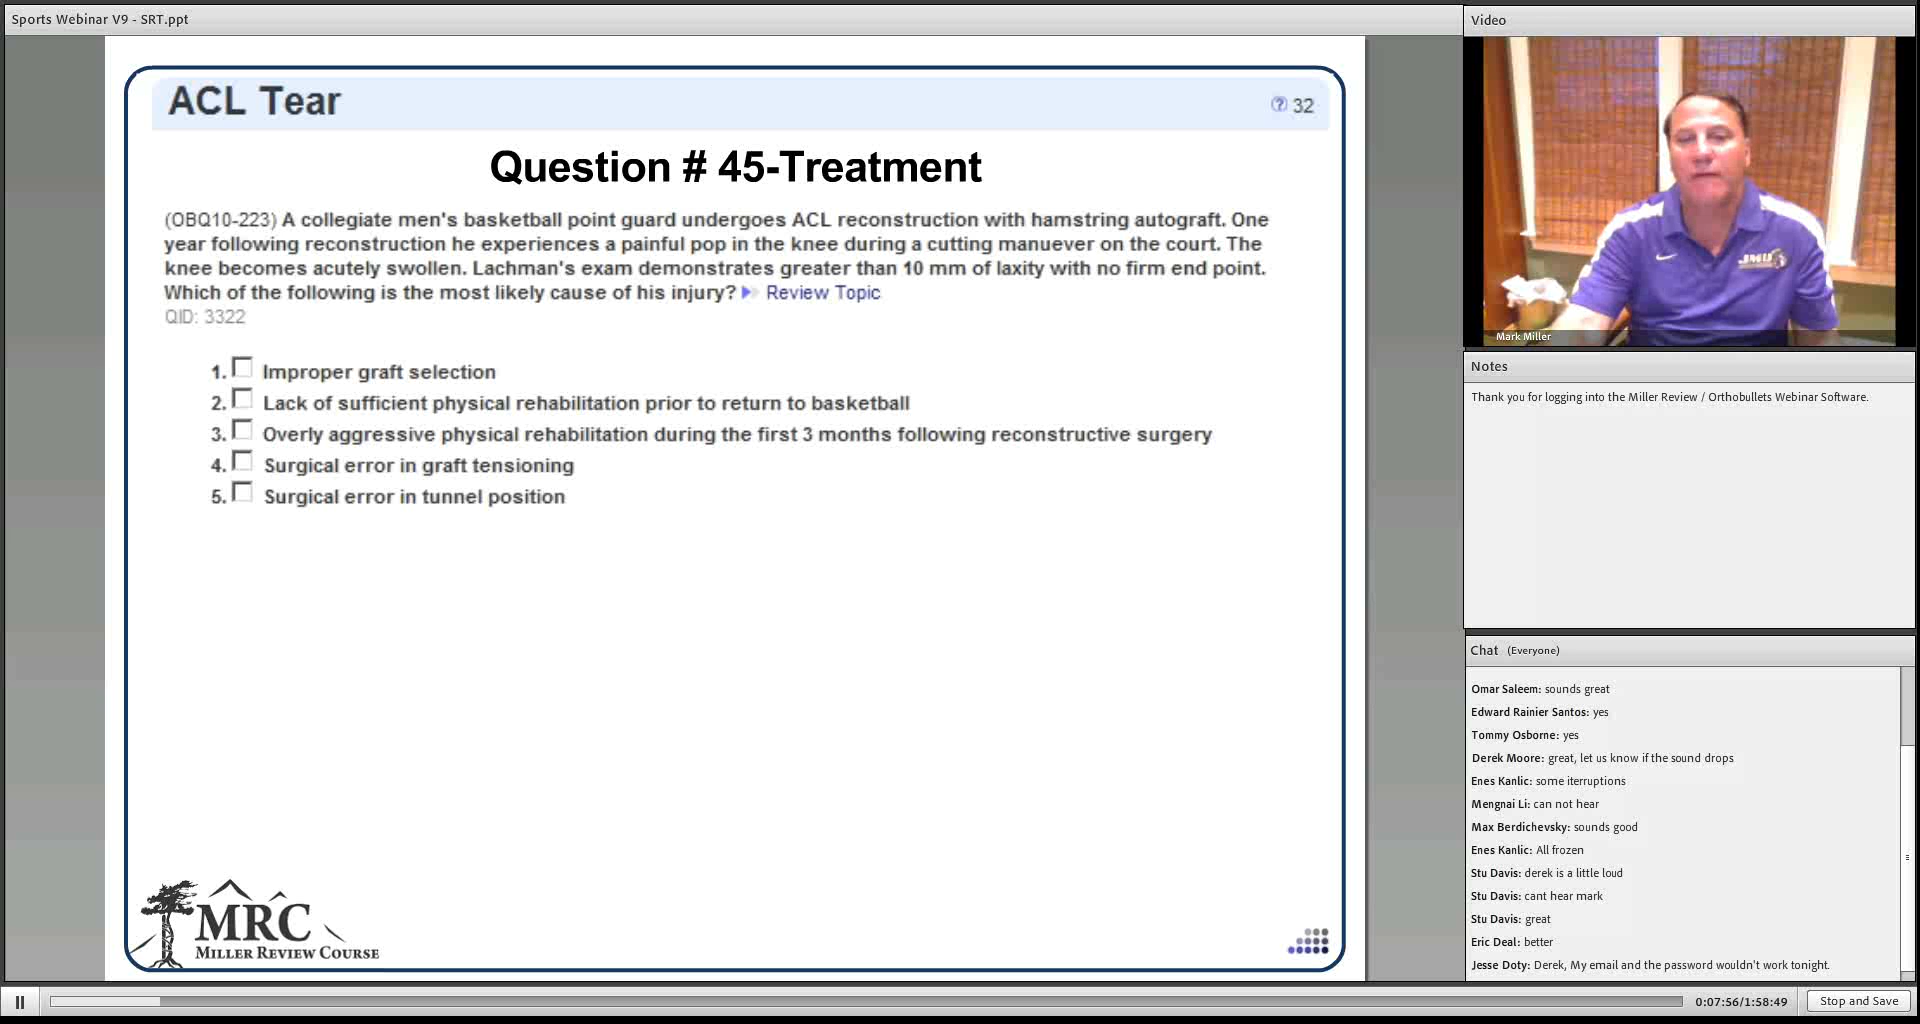 Sports Webinar V9 - SRT.ppt
ACL Tear
? 32
Question # 45-Treatment
(OBQ10-223) A collegiate men's basketball point guard undergoes ACL reconstruction with hamstring autograft. One
year following reconstruction he experiences a painful pop in the knee during a cutting manuever on the court. The
knee becomes acutely swollen. Lachman's exam demonstrates greater than 10 mm of laxity with no firm end point.
Which of the following is the most likely cause of his injury? Review Topic
QID: 3322
1. Improper graft selection
2. Lack of sufficient physical rehabilitation prior to return to basketball
3. Overly aggressive physical rehabilitation during the first 3 months following reconstructive surgery
4. Surgical error in graft tensioning
5. Surgical error in tunnel position
MRC
MILLER REVIEW COURSE
Video
JMU
Mark Miller
Notes
Thank you for logging into the Miller Review / Orthobullets Webinar Software.
Chat (Everyone)
Omar Saleem: sounds great
Edward Rainier Santos: yes
Tommy Osborne: yes
Derek Moore: great, let us know if the sound drops
Enes Kanlic: some iterruptions
Mengnai Li: can not hear
Max Berdichevsky: sounds good
Enes Kanlic: All frozen
Stu Davis: derek is a little loud
Stu Davis: cant hear mark
Stu Davis: great
Eric Deal: better
Jesse Doty: Derek, My email and the password wouldn't work tonight.
0:07:56/1:58:49
Stop and Save